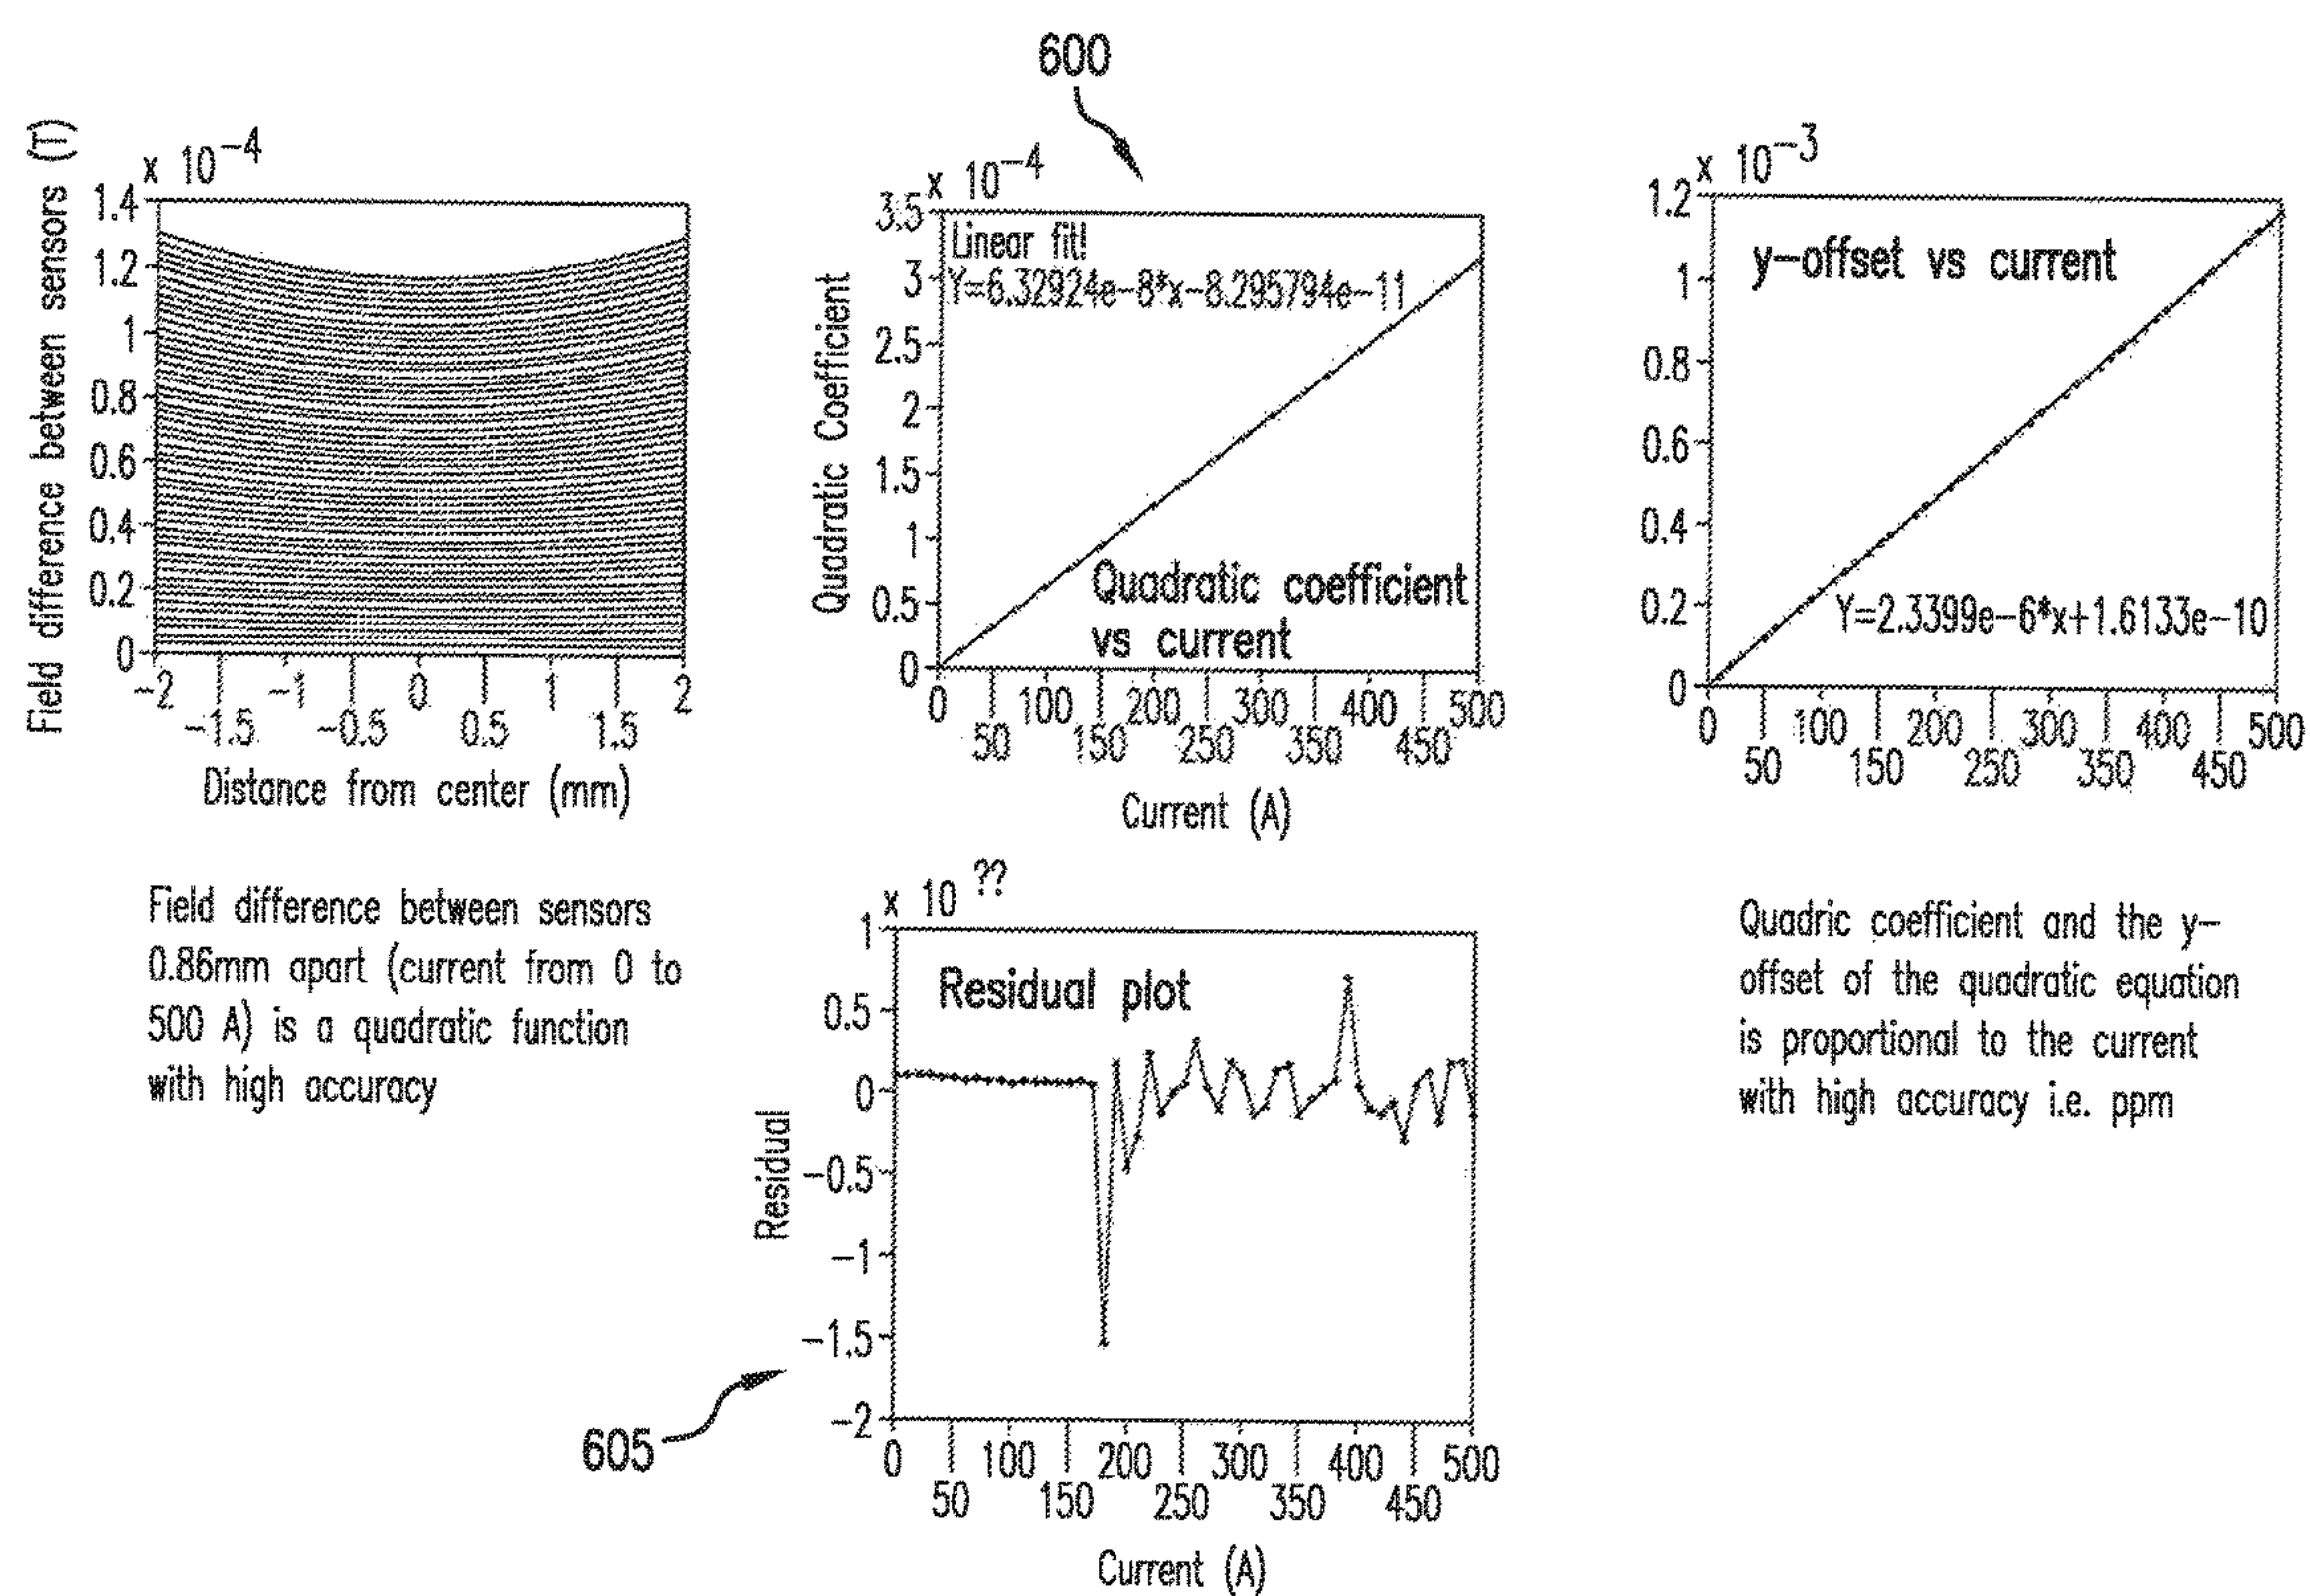 600
Field difference between sensors (T)
x 10-4
1.4
1.2
1
0.8
0.6
0.4
0.2
0
-2
-1
0
1
2
-1.5
-0.5
0.5
1.5
Distance from center (mm)
Field difference between sensors
0.86mm apart (current from 0 to
500 A) is a quadratic function
with high accuracy
Quadratic Coefficient
x 10-4
3.5
3
2.5
2
1.5
1
0.5
0
Linear fit!
Y=6.32924e-8*x-8.295794e-11
Quadratic coefficient
vs current
0
100
200
300
400
500
50
150
250
350
450
Current (A)
x 10-3
1.2
1
0.8
0.6
0.4
0.2
0
y-offset vs current
Y=2.3399e-6*x+1.6133e-10
0
100
200
300
400
500
50
150
250
350
450
Quadric coefficient and the y-
offset of the quadratic equation
is proportional to the current
with high accuracy i.e. ppm
Residual
x 10 ??
1
0.5
0
-0.5
-1
-1.5
-2
Residual plot
605
0
100
200
300
400
500
50
150
250
350
450
Current (A)